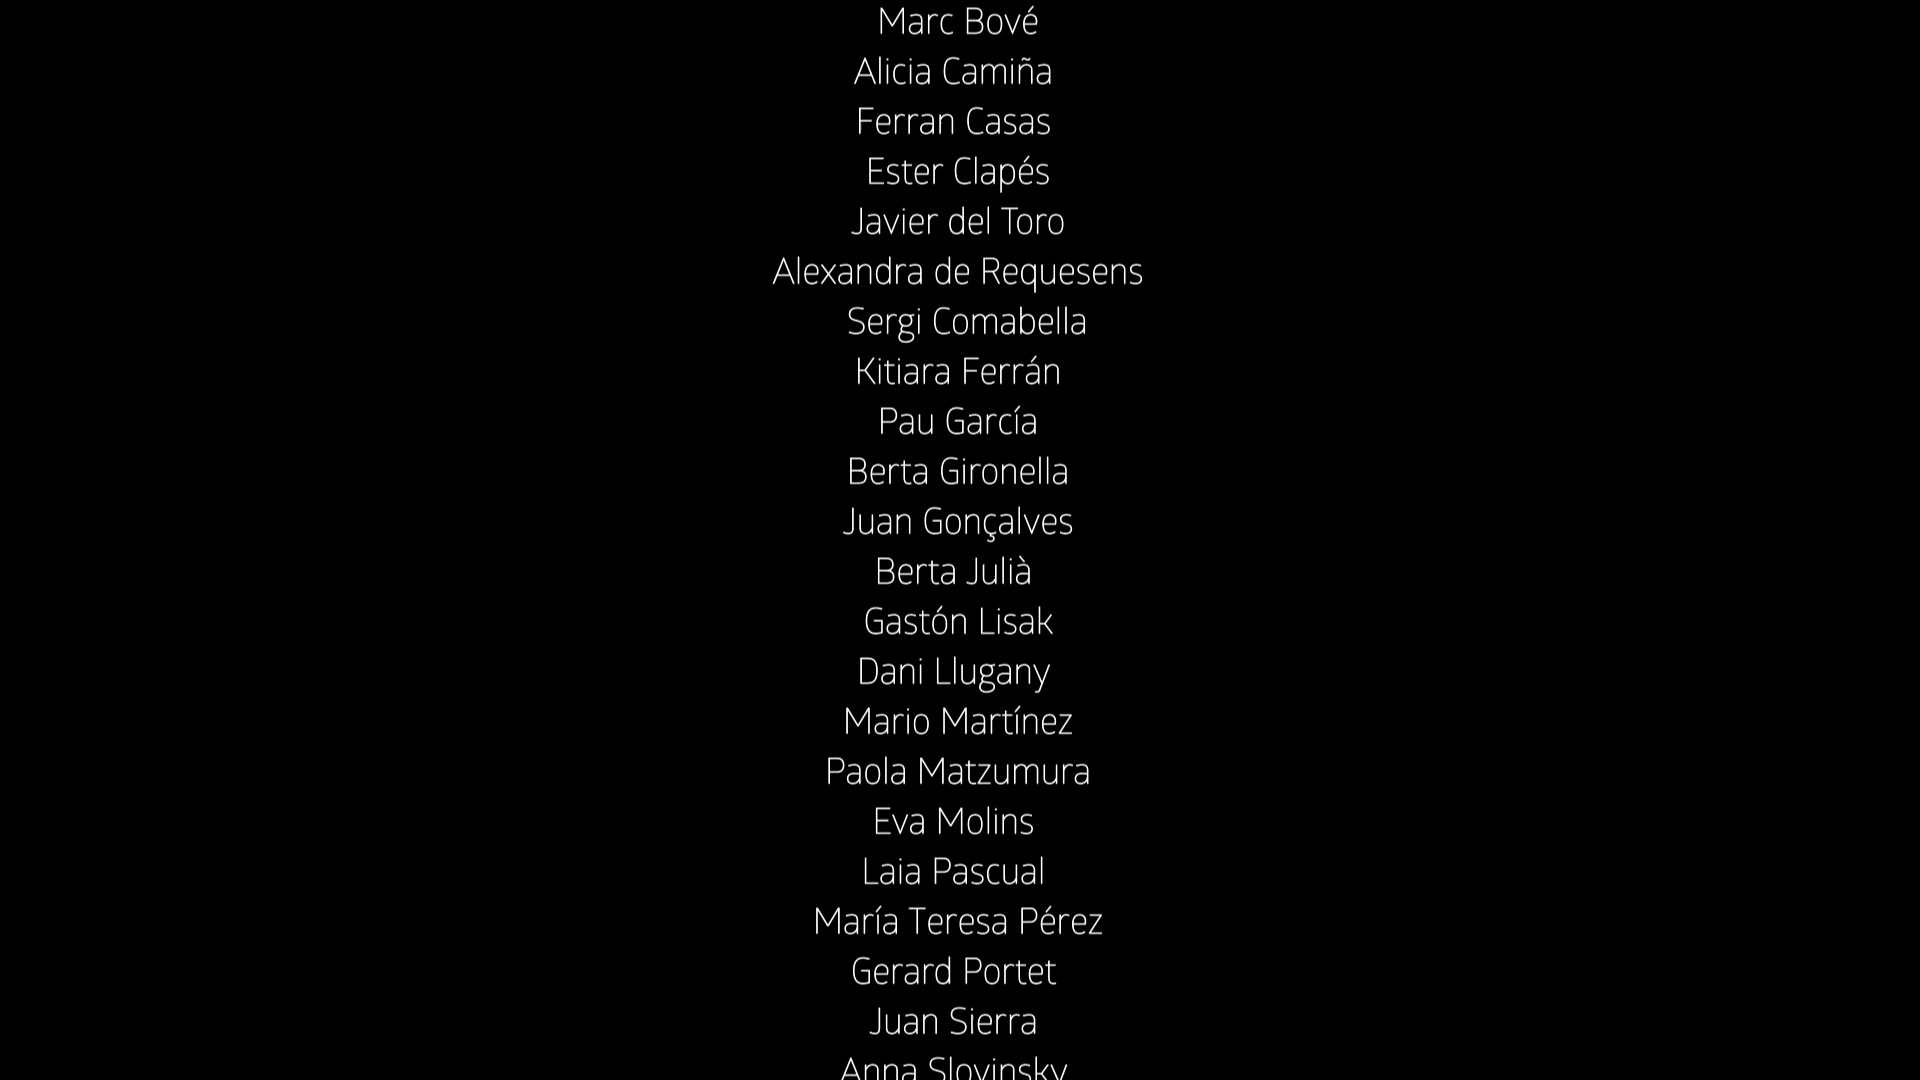 Marc Bové
Alicia Camiña
Ferran Casas
Ester Clapés
Javier del Toro
Alexandra de Requesens
Sergi Comabella
Kitiara Ferrán
Pau García
Berta Gironella
Juan Gonçalves
Berta Julià
Gastón Lisak
Dani Llugany
Mario Martínez
Paola Matzumura
Eva Molins
Laia Pascual
María Teresa Pérez
Gerard Portet
Juan Sierra
Anna Slovinsky